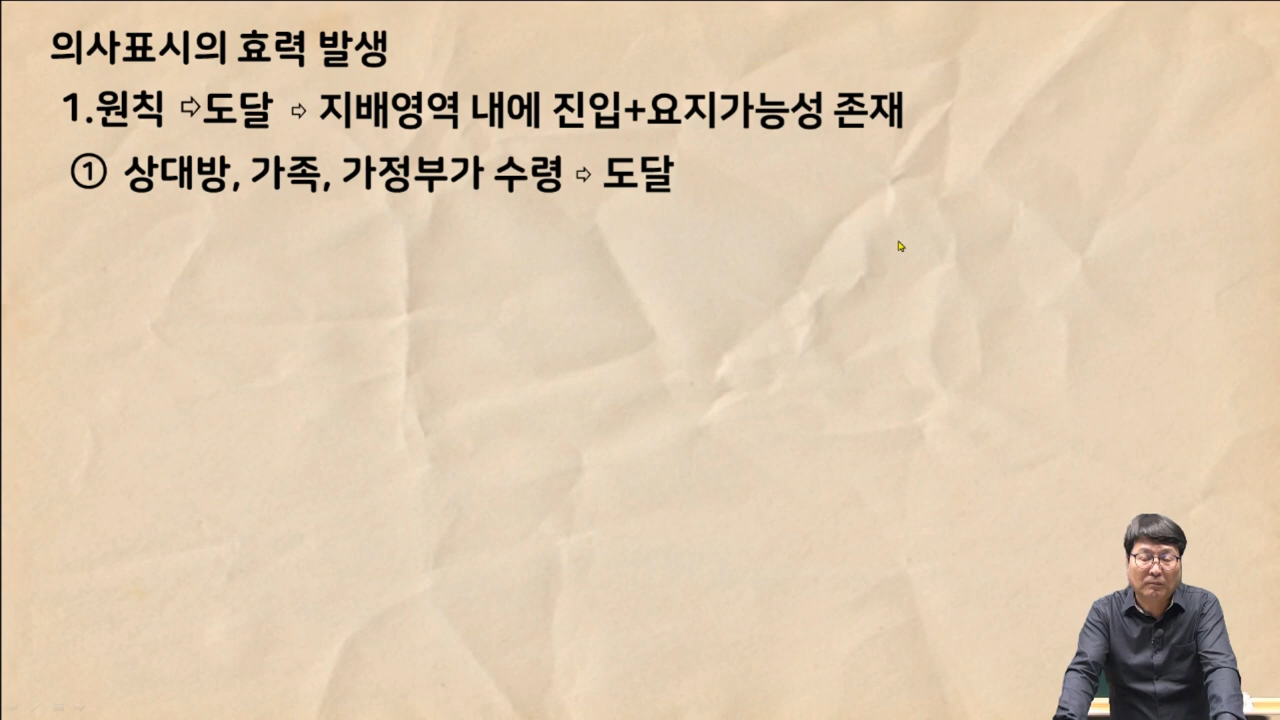 의사표시의 효력 발생
1.원칙 ⇨도달 ⇨ 지배영역 내에 진입+요지가능성 존재
① 상대방, 가족, 가정부가 수령 ⇨ 도달